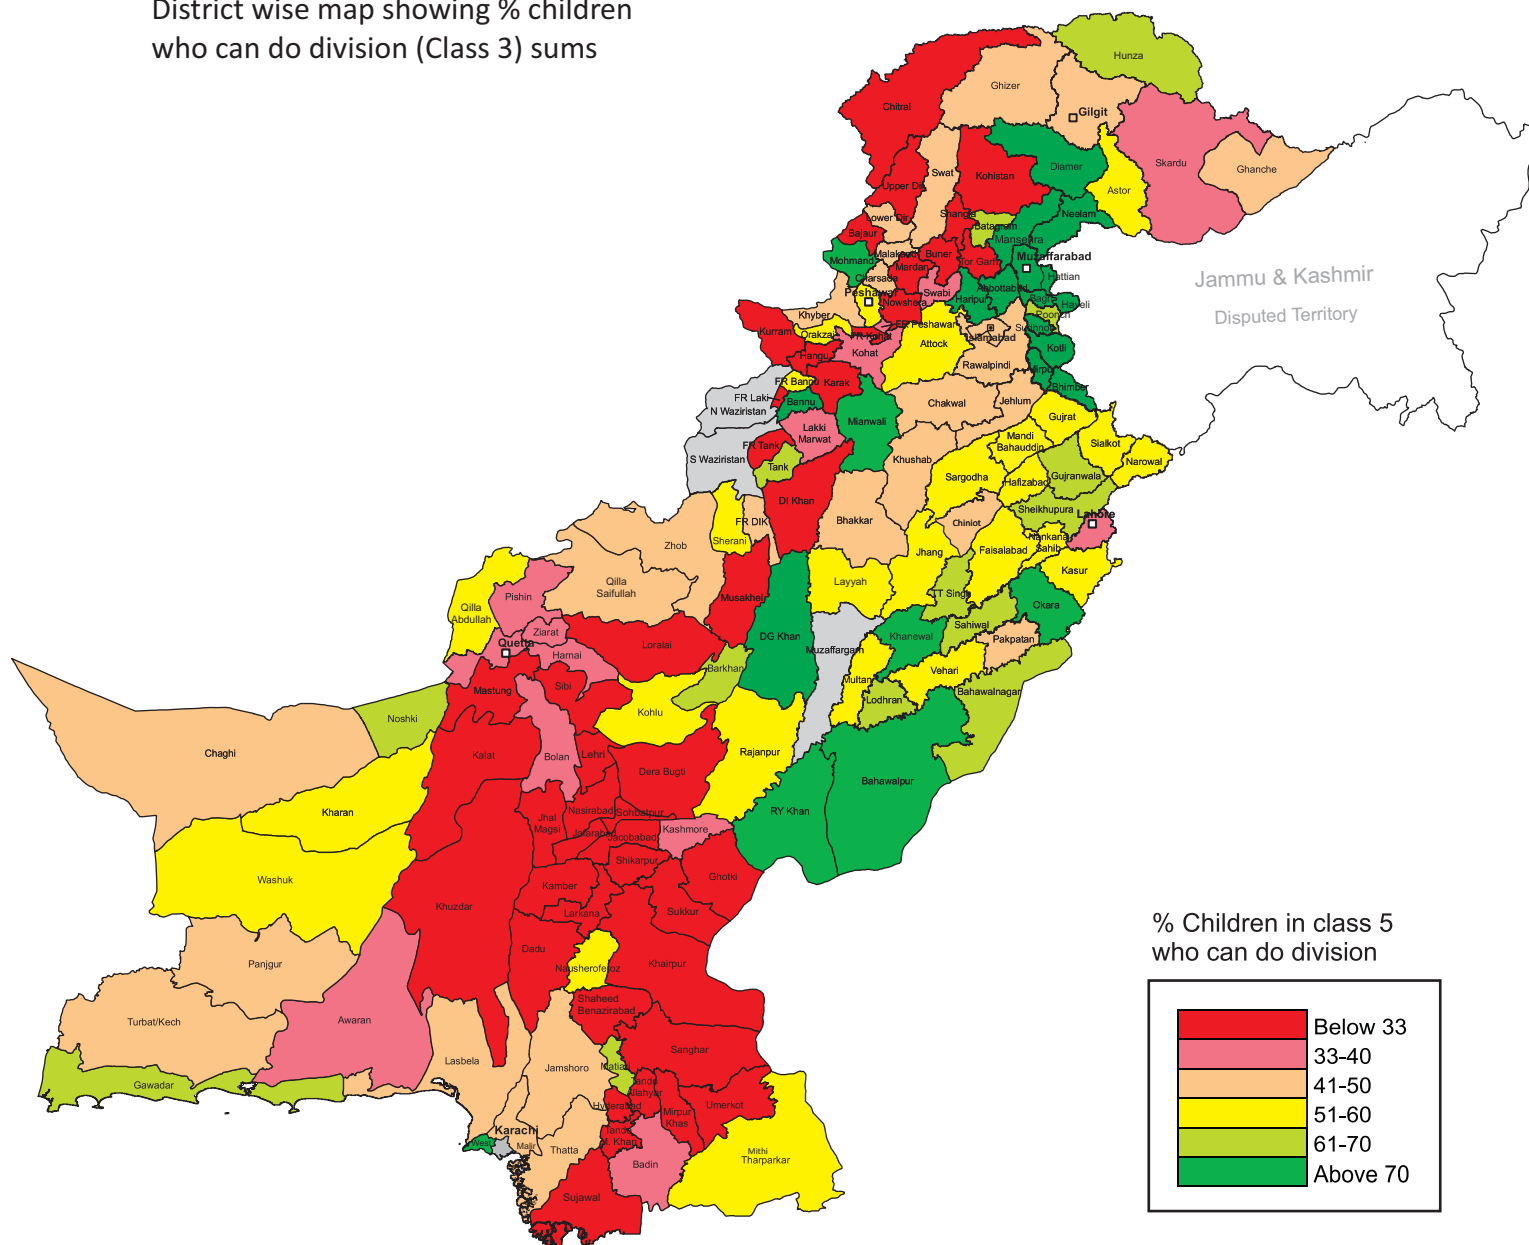 District wise map showing % children
who can do division (Class 3) sums
Hunza
Ghizer
Chitral
Gilgit
Skardu
Ghanche
Diamer
Astor
Swat
Kohistan
Upper Dir
Lower Dir
Shangla
Neelam
Batagram
Mansehra
Bajaur
Malakand
Buner
Tor Garh
Muzaffarabad
Mohmand
Mardan
Hattian
Charsada
Swabi
Abbottabad
Haripur
Bagh
Haveli
Peshawar
Nowshera
Poonch
Khyber
FR Peshawar
Sudhnoti
Kurram
Orakzai
FR Kohat
Islamabad
Attock
Kotli
Hangu
Kohat
Rawalpindi
Mirpur
FR Bannu
Karak
Bhimber
FR Laki
N Waziristan
Bannu
Chakwal
Jehlum
Mianwali
Gujrat
Lakki
Marwat
Mandi
Bahauddin
Sialkot
FR Tank
S Waziristan
Tank
Khushab
Narowal
Sargodha
Hafizabad
Gujranwala
DI Khan
Sheikhupura
Lahore
FR DIK
Bhakkar
Chiniot
Zhob
Sherani
Jhang
Faisalabad
Nankana
Sahib
Kasur
Qilla
Saifullah
Layyah
Pishin
Musakhel
TT Singh
Okara
Qilla
Abdullah
Ziarat
DG Khan
Khanewal
Sahiwal
Pakpatan
Quetta
Harnai
Loralai
Muzaffargarh
Barkhan
Vehari
Multan
Mastung
Sibi
Lodhran
Bahawalnagar
Noshki
Kohlu
Chaghi
Kalat
Bolan
Lehri
Rajanpur
Dera Bugti
Bahawalpur
Kharan
RY Khan
Jhal
Magsi
Nasirabad
Sohbatpur
Jafarabad
Jacobabad
Kashmore
Shikarpur
Washuk
Kamber
Ghotki
Khuzdar
Larkana
Sukkur
Dadu
Panjgur
Nausheroferoz
Khairpur
Shaheed
Benazirabad
Turbat/Kech
Awaran
Sanghar
Lasbela
Jamshoro
Matiari
Gawadar
Tando
Allahyar
Hyderabad
Mirpur
Khas
Umerkot
Karachi
West
Malir
Thatta
Tando
M. Khan
Badin
Mithi
Tharparkar
Sujawal
Jammu & Kashmir
Disputed Territory
% Children in class 5
who can do division
Below 33
33-40
41-50
51-60
61-70
Above 70